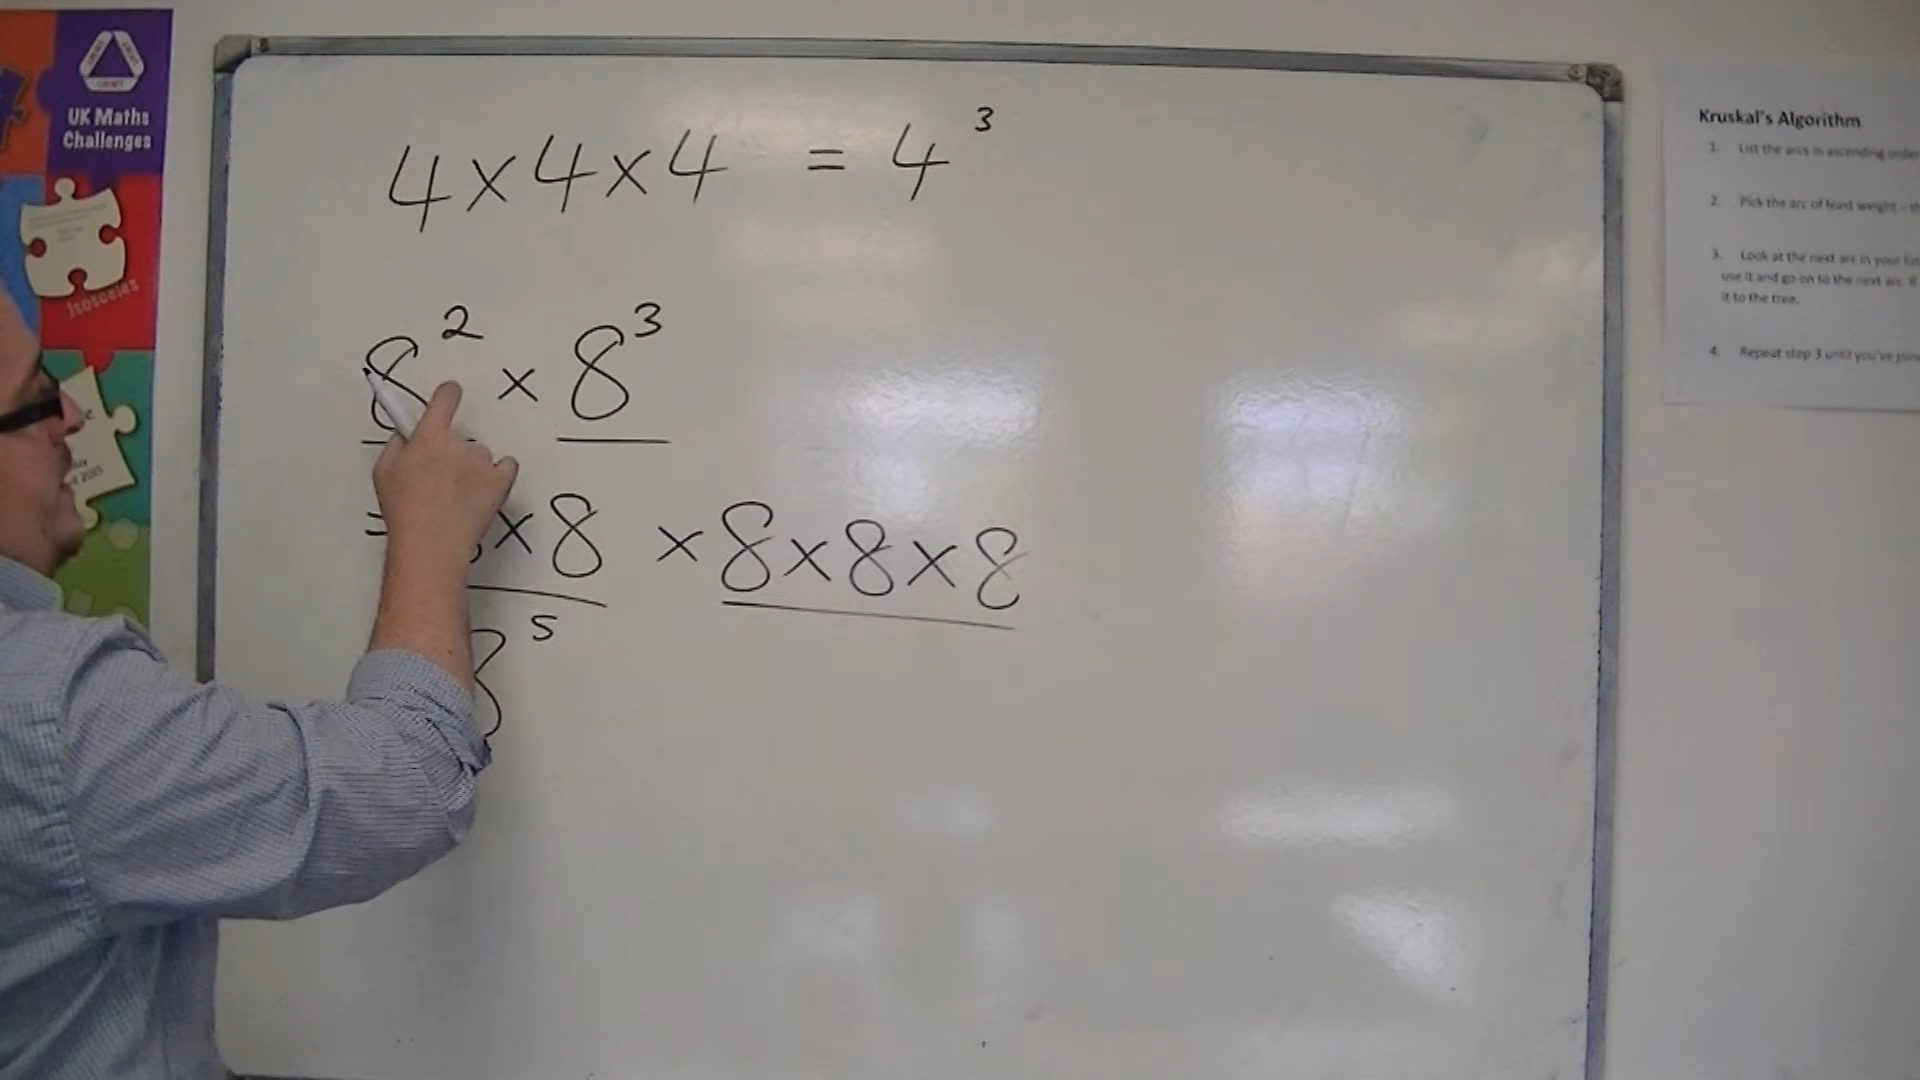 UK Maths
Challenges
Isosceles
4×4×4 = 4³
8² × 8³
= ×8 ×8×8×8
8⁵
Kruskal's Algorithm
1. List the arcs in ascending order
2. Pick the arc of least weight –
3. Look at the next arc in your
use it and go on to the next arc. If
it to the tree.
4. Repeat step 3 until you've